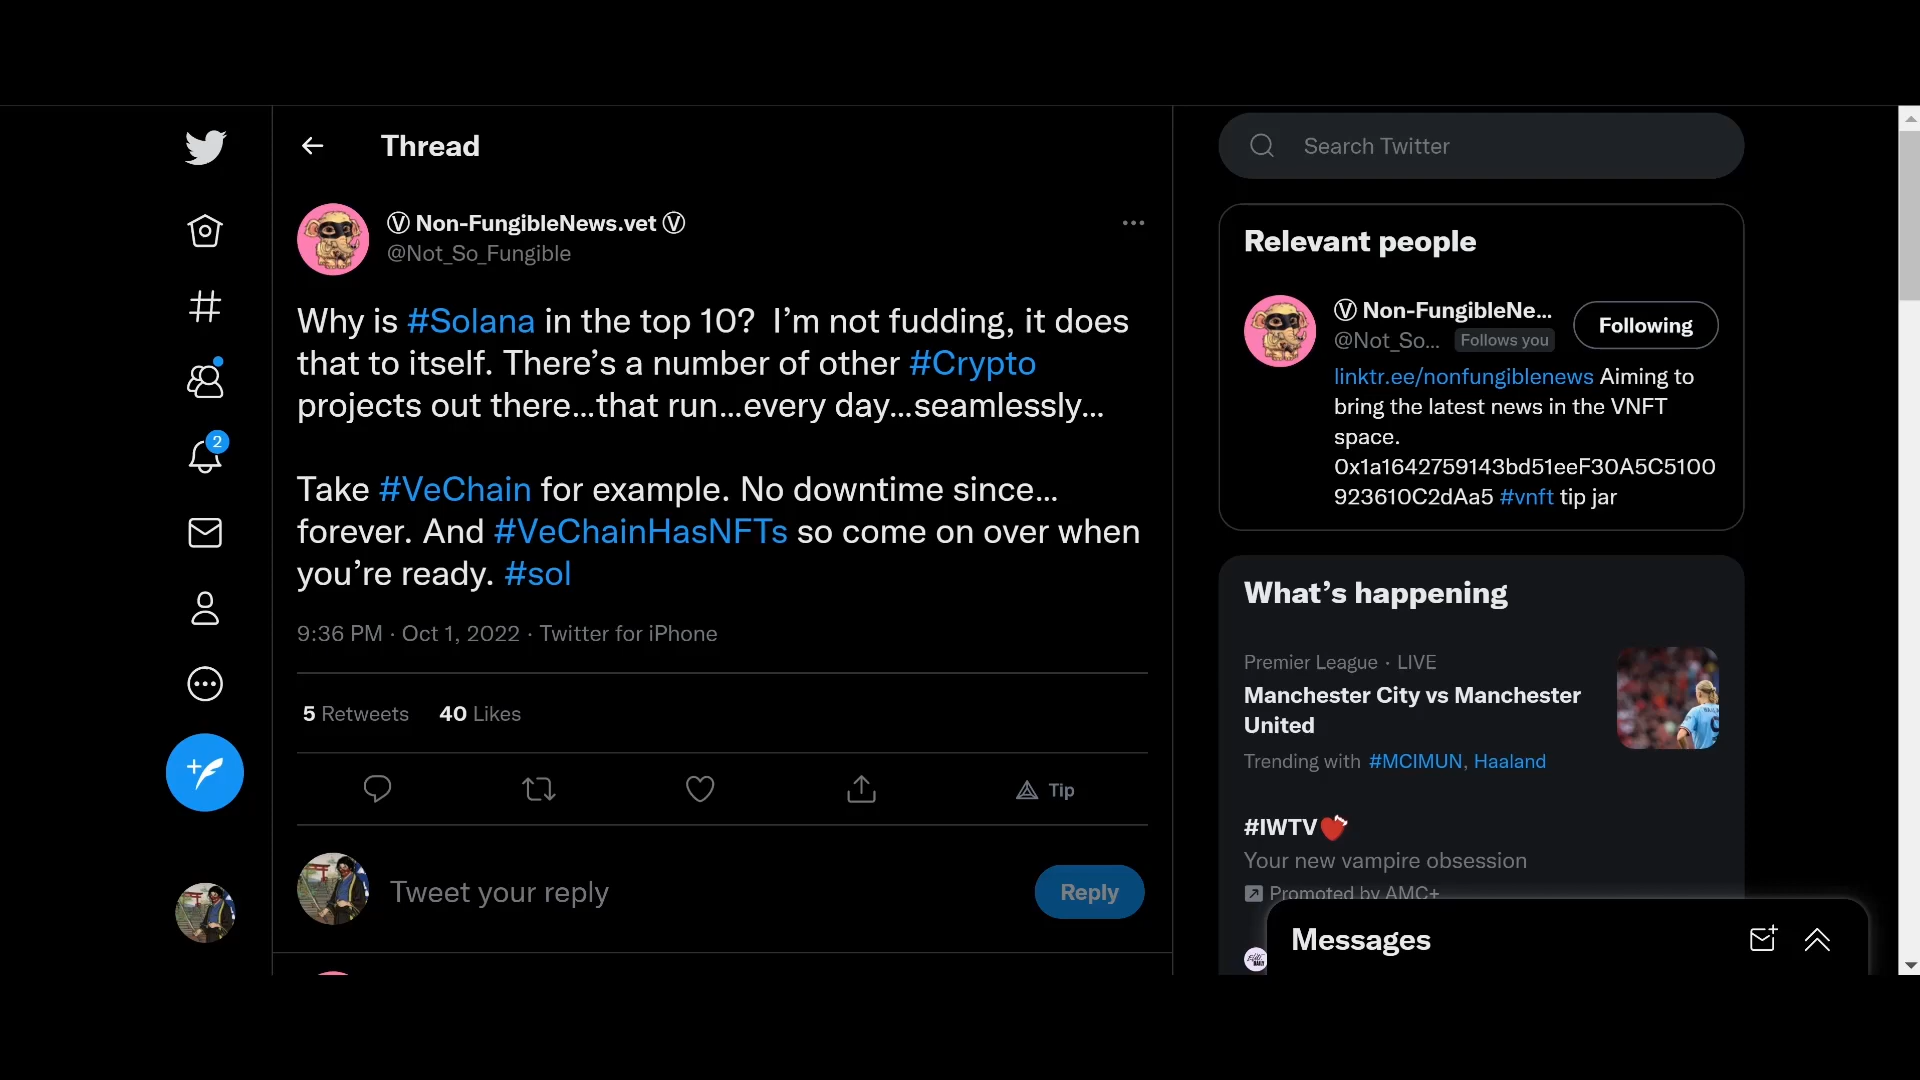 Thread
Ⓥ Non-FungibleNews.vet Ⓥ
@Not_So_Fungible
Why is #Solana in the top 10?  I’m not fudding, it does
that to itself. There’s a number of other #Crypto
projects out there...that run...every day...seamlessly...
Take #VeChain for example. No downtime since...
forever. And #VeChainHasNFTs so come on over when
you’re ready. #sol
9:36 PM · Oct 1, 2022 · Twitter for iPhone
5 Retweets 40 Likes
Tip
Tweet your reply
Reply
2
Search Twitter
Relevant people
Ⓥ Non-FungibleNe...
@Not_So... Follows you
Following
linktr.ee/nonfungiblenews Aiming to
bring the latest news in the VNFT
space.
0x1a1642759143bd51eeF30A5C5100
923610C2dAa5 #vnft tip jar
What’s happening
Premier League · LIVE
Manchester City vs Manchester
United
Trending with #MCIMUN, Haaland
#IWTV
Your new vampire obsession
Promoted by AMC+
Messages